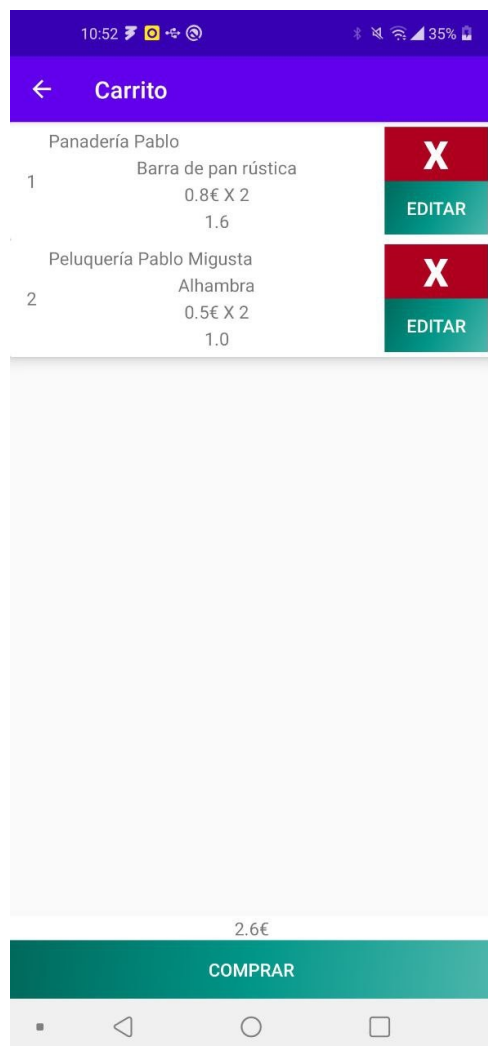 10:52 35%
Carrito
Panadería Pablo
1
Barra de pan rústica
0.8€ X 2
1.6
X
EDITAR
Peluquería Pablo Migusta
2
Alhambra
0.5€ X 2
1.0
X
EDITAR
2.6€
COMPRAR